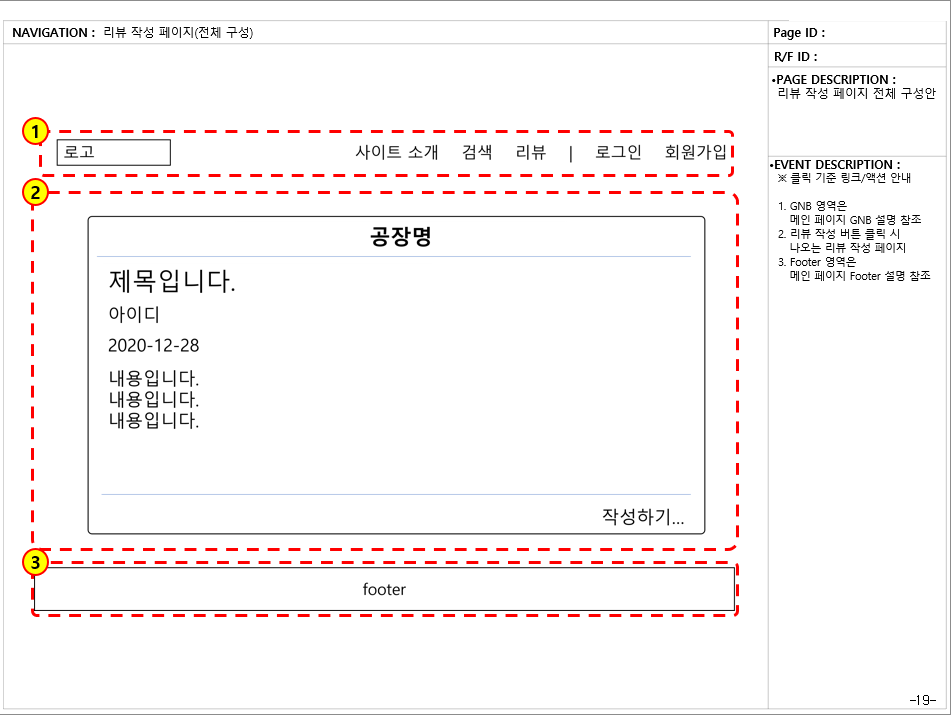 NAVIGATION : 리뷰 작성 페이지(전체 구성)
Page ID :
R/F ID :
•PAGE DESCRIPTION :
리뷰 작성 페이지 전체 구성안
1
로고
사이트 소개 검색 리뷰 | 로그인 회원가입
2
공장명
제목입니다.
아이디
2020-12-28
내용입니다.
내용입니다.
내용입니다.
작성하기...
3
footer
•EVENT DESCRIPTION :
※ 클릭 기준 링크/액션 안내
1. GNB 영역은
메인 페이지 GNB 설명 참조
2. 리뷰 작성 버튼 클릭 시
나오는 리뷰 작성 페이지
3. Footer 영역은
메인 페이지 Footer 설명 참조
-19-